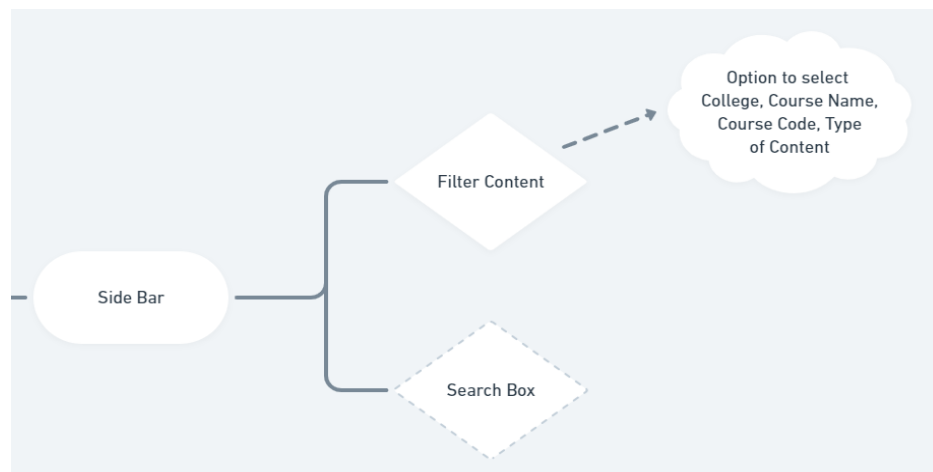 Option to select
College, Course Name,
Course Code, Type
of Content
Filter Content
Side Bar
Search Box